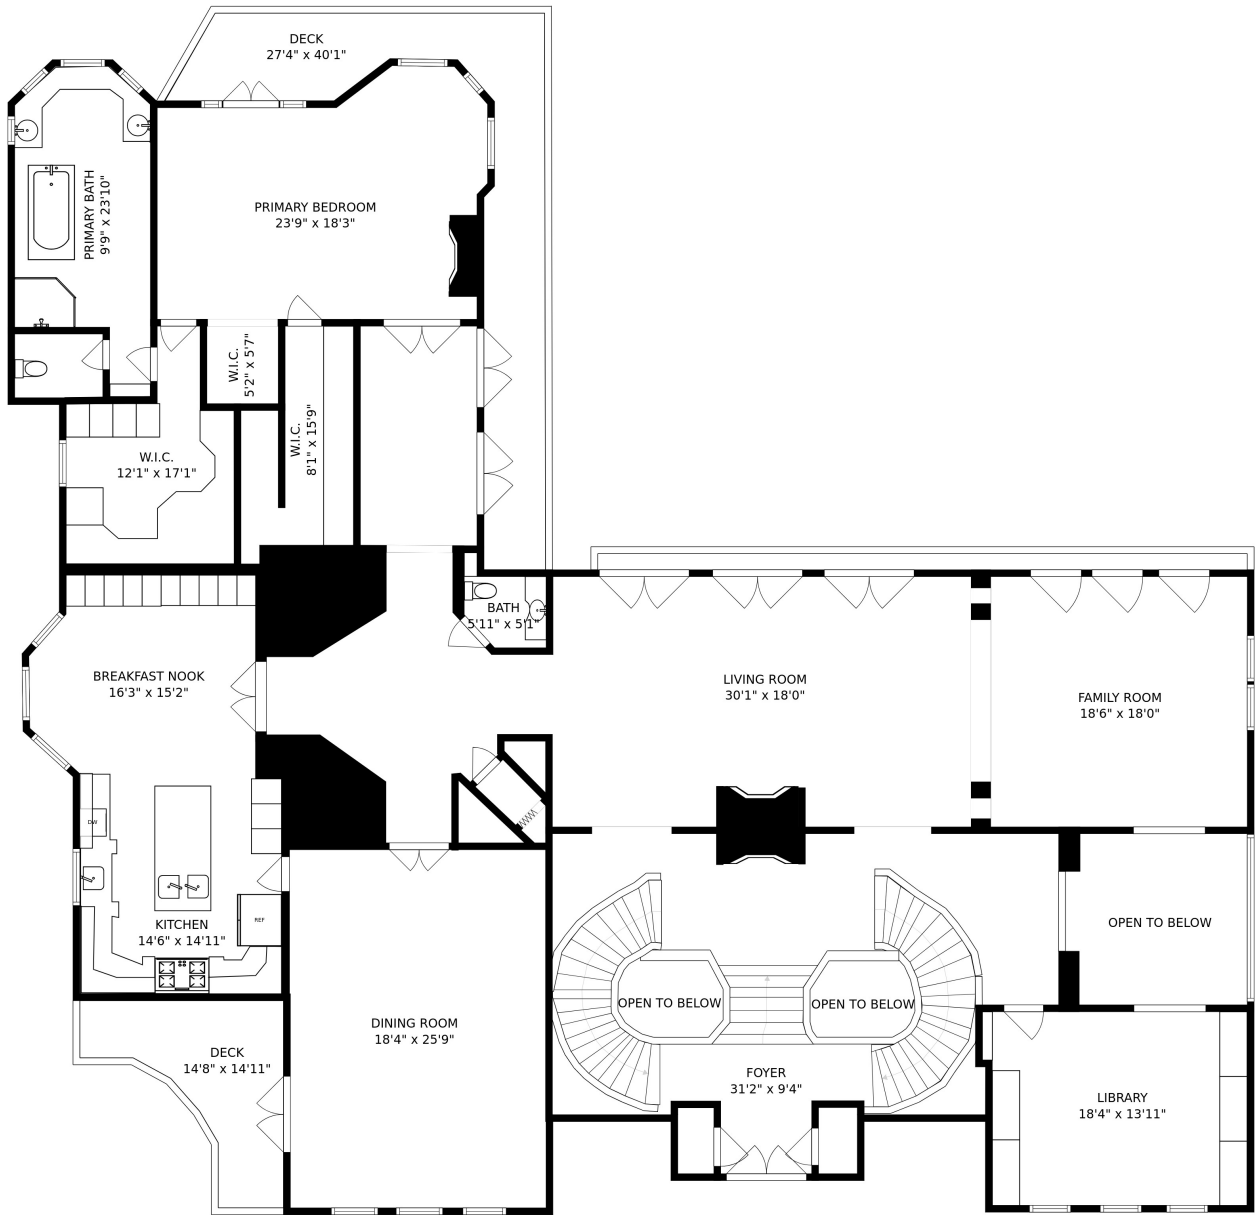 DECK
27'4" x 40'1"
PRIMARY BATH
9'9" x 23'10"
PRIMARY BEDROOM
23'9" x 18'3"
W.I.C.
5'2" x 5'7"
W.I.C.
8'1" x 15'9"
W.I.C.
12'1" x 17'1"
BATH
5'11" x 5'1"
BREAKFAST NOOK
16'3" x 15'2"
LIVING ROOM
30'1" x 18'0"
FAMILY ROOM
18'6" x 18'0"
DW
KITCHEN
14'6" x 14'11"
REF
OPEN TO BELOW
OPEN TO BELOW
OPEN TO BELOW
DINING ROOM
18'4" x 25'9"
DECK
14'8" x 14'11"
FOYER
31'2" x 9'4"
LIBRARY
18'4" x 13'11"